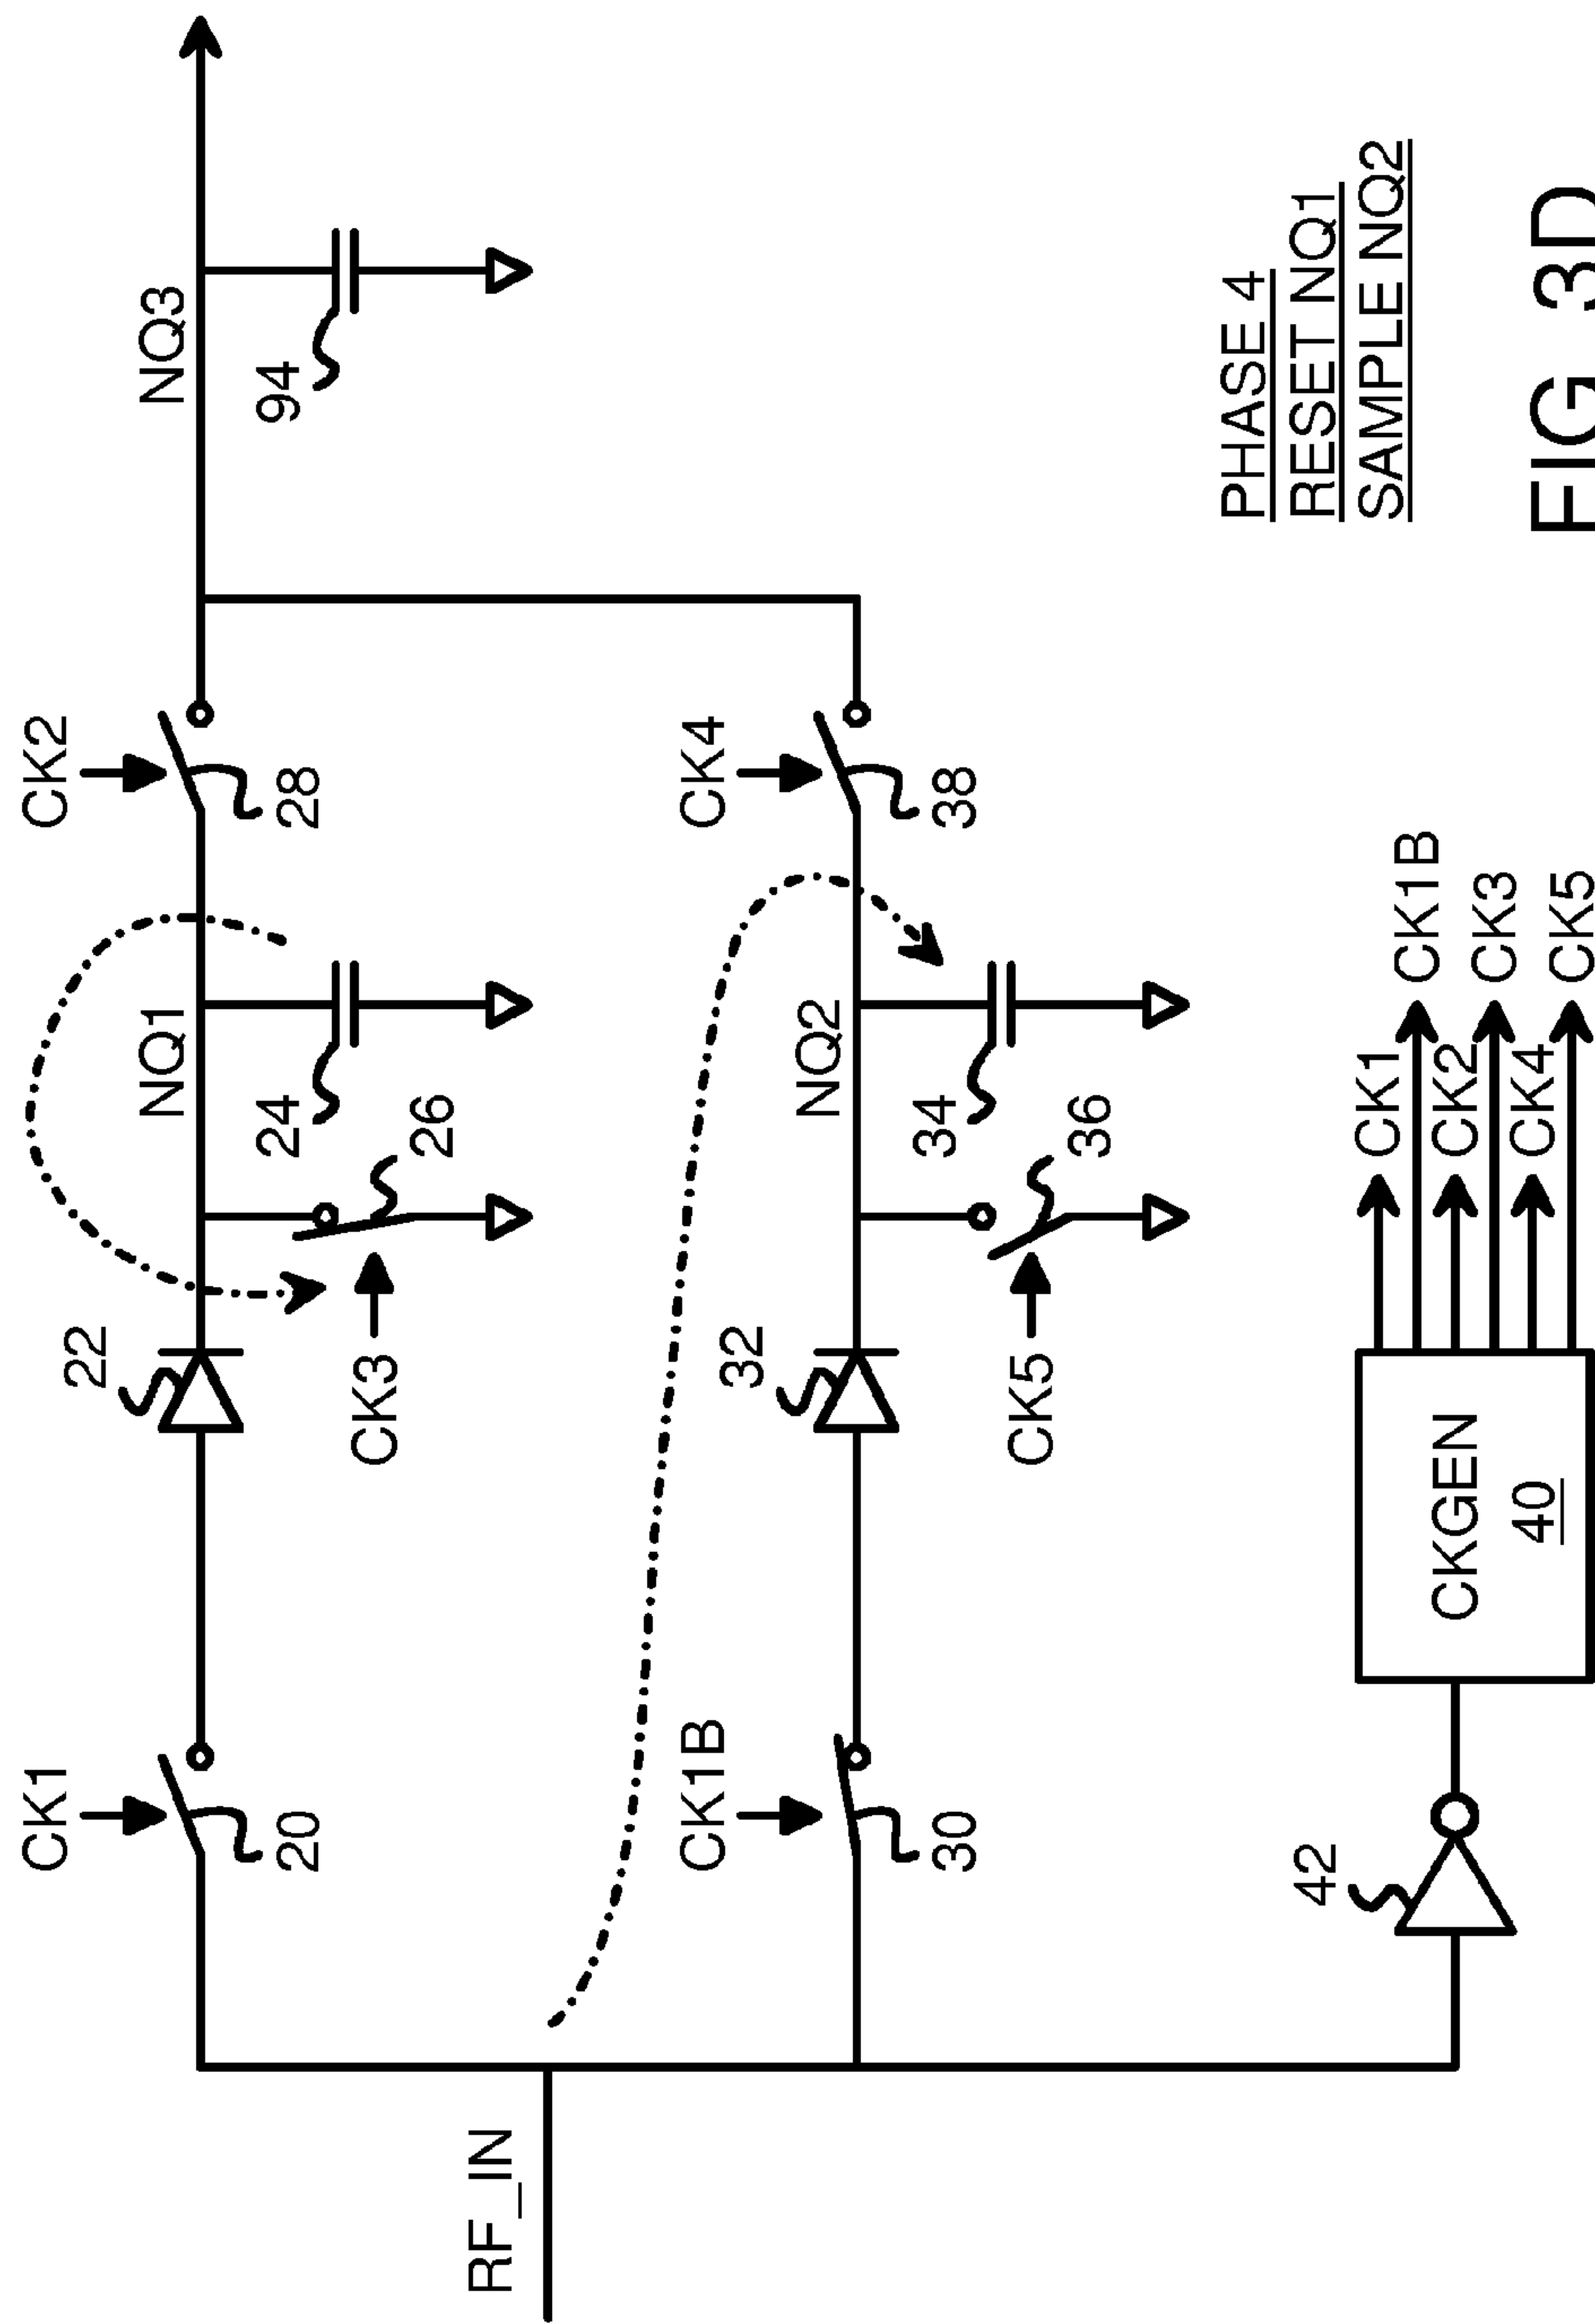 CK1
CK2
20
22
NQ1
28
NQ3
24
26
94
CK3
RF_IN
CK1B
CK4
30
32
NQ2
38
34
36
CK5
42
CKGEN
40
CK1
CK1B
CK2
CK3
CK4
CK5
PHASE 4
RESET NQ1
SAMPLE NQ2
FIG 3D